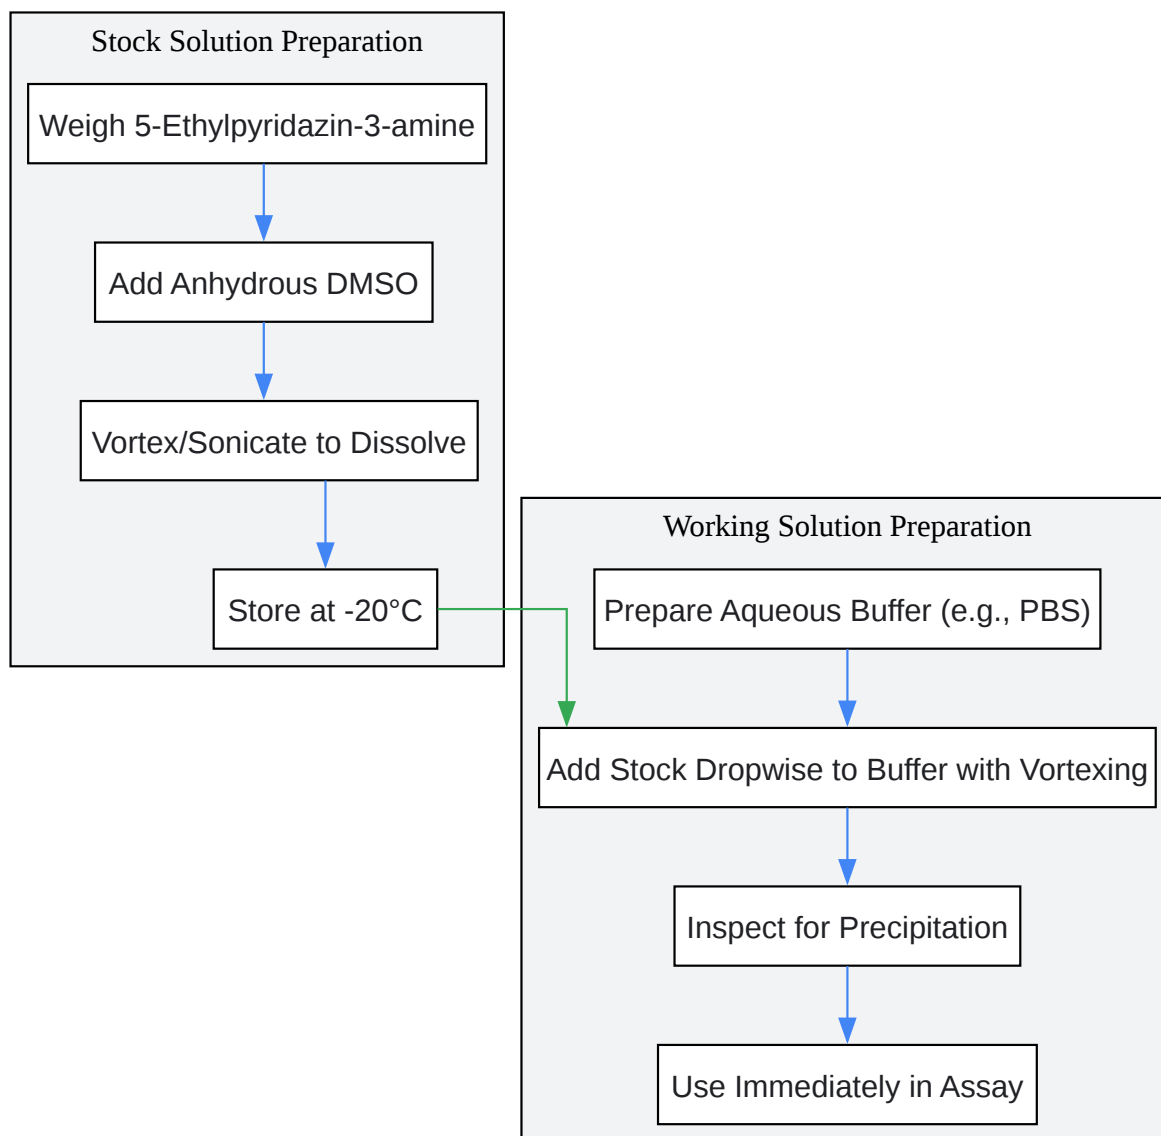 Stock Solution Preparation
Weigh 5-Ethylpyridazin-3-amine
Add Anhydrous DMSO
Vortex/Sonicate to Dissolve
Store at -20°C
Working Solution Preparation
Prepare Aqueous Buffer (e.g., PBS)
Add Stock Dropwise to Buffer with Vortexing
Inspect for Precipitation
Use Immediately in Assay